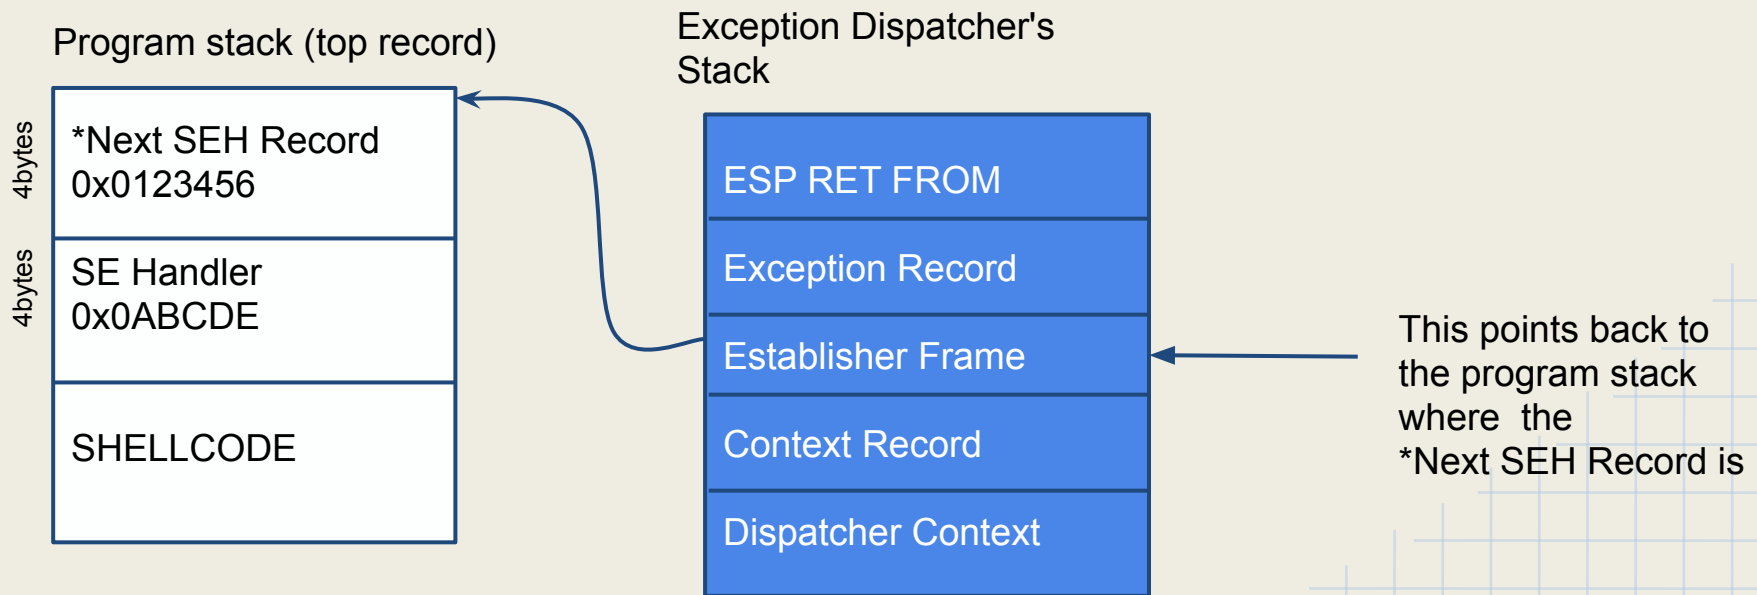 Program stack (top record)
4bytes
*Next SEH Record
0x0123456
4bytes
SE Handler
0x0ABCDE
SHELLCODE
Exception Dispatcher's
Stack
ESP RET FROM
Exception Record
Establisher Frame
Context Record
Dispatcher Context
This points back to
the program stack
where the
*Next SEH Record is